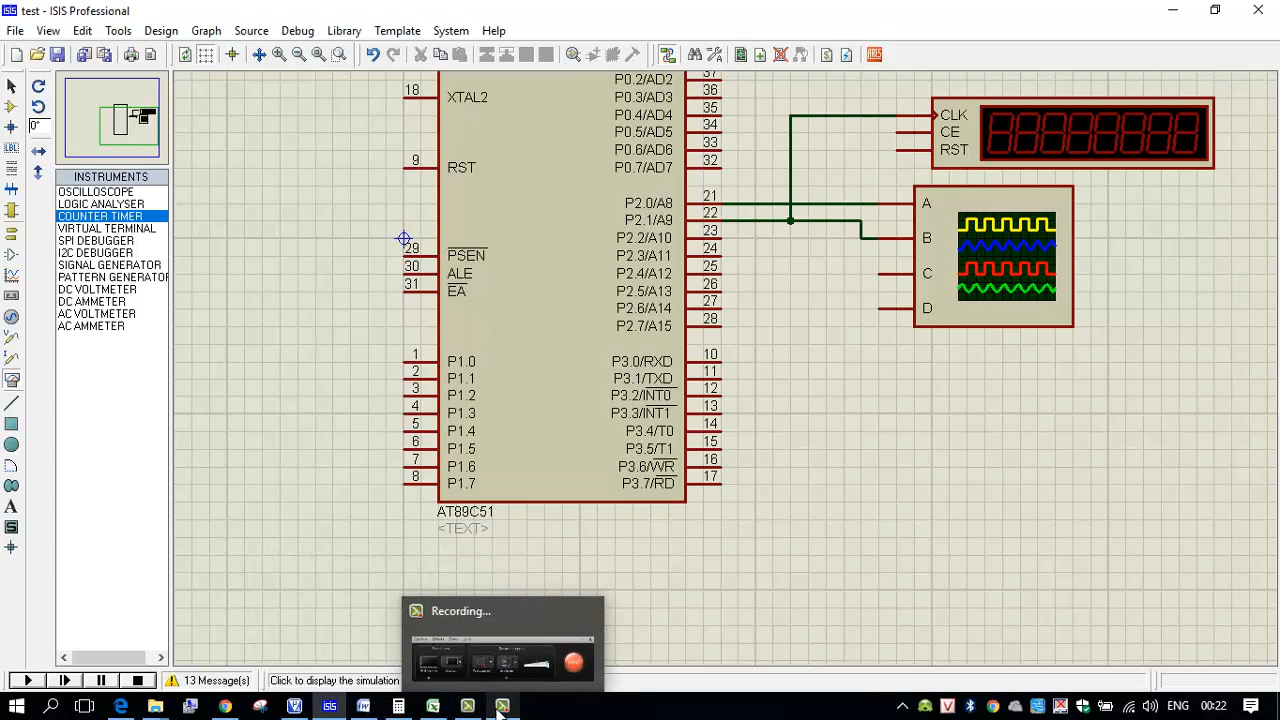 test - ISIS Professional
File View Edit Tools Design Graph Source Debug Library Template System Help
ARES
0°
LBL
INSTRUMENTS
OSCILLOSCOPE
LOGIC ANALYSER
COUNTER TIMER
VIRTUAL TERMINAL
SPI DEBUGGER
I2C DEBUGGER
SIGNAL GENERATOR
PATTERN GENERATOR
DC VOLTMETER
DC AMMETER
AC VOLTMETER
AC AMMETER
18 XTAL2
9 RST
29 PSEN
30 ALE
31 EA
1 P1.0
2 P1.1
3 P1.2
4 P1.3
5 P1.4
6 P1.5
7 P1.6
8 P1.7
P0.2/AD2 37
P0.3/AD3 36
P0.4/AD4 35
P0.5/AD5 34
P0.6/AD6 33
P0.7/AD7 32
P2.0/A8 21
P2.1/A9 22
P2.2/A10 23
P2.3/A11 24
P2.4/A12 25
P2.5/A13 26
P2.6/A14 27
P2.7/A15 28
P3.0/RXD 10
P3.1/TXD 11
P3.2/INT0 12
P3.3/INT1 13
P3.4/T0 14
P3.5/T1 15
P3.6/WR 16
P3.7/RD 17
AT89C51
<TEXT>
CLK
CE
RST
A
B
C
D
Recording...
13 Message(s)
Click to display the simulation
ENG 00:22